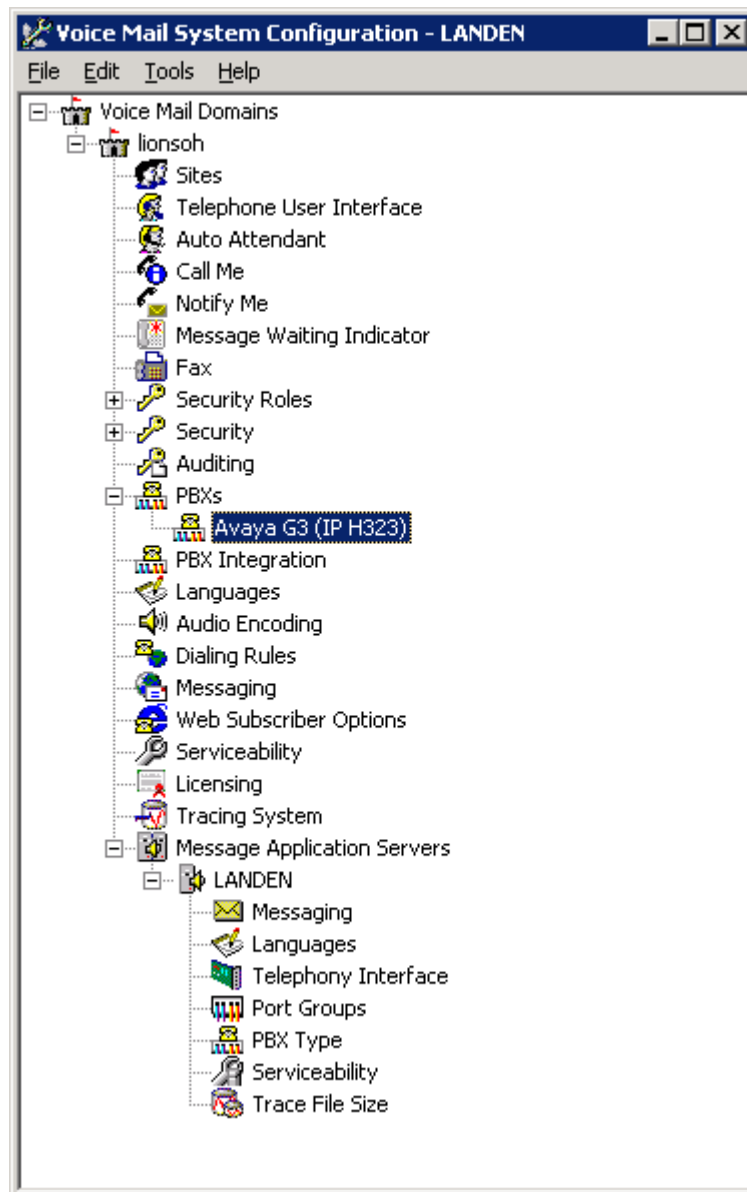 Voice Mail System Configuration - LANDEN
File Edit Tools Help
Voice Mail Domains
lionsoh
Sites
Telephone User Interface
Auto Attendant
Call Me
Notify Me
Message Waiting Indicator
Fax
Security Roles
Security
Auditing
PBXs
Avaya G3 (IP H323)
PBX Integration
Languages
Audio Encoding
Dialing Rules
Messaging
Web Subscriber Options
Serviceability
Licensing
Tracing System
Message Application Servers
LANDEN
Messaging
Languages
Telephony Interface
Port Groups
PBX Type
Serviceability
Trace File Size